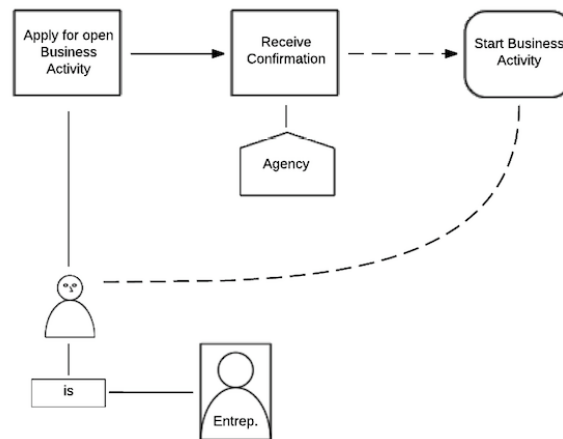 Apply for open
Business
Activity
Receive
Confirmation
Start Business
Activity
Agency
is
Entrep.